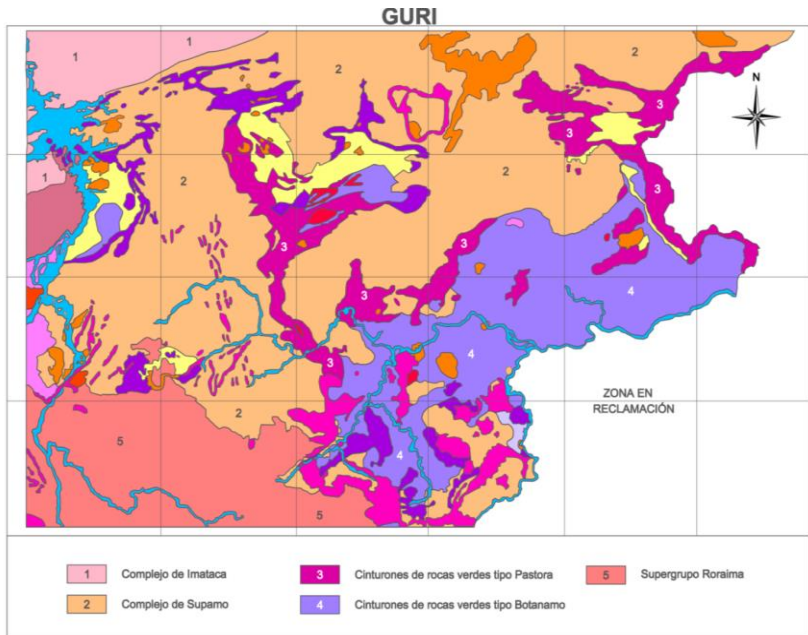 GURI
1
1
2
2
N
3
3
1
2
2
3
3
3
3
4
4
3
ZONA EN
RECLAMACIÓN
2
5
4
5
1 Complejo de Imataca
3 Cinturones de rocas verdes tipo Pastora
5 Supergrupo Roraima
2 Complejo de Supamo
4 Cinturones de rocas verdes tipo Botanamo